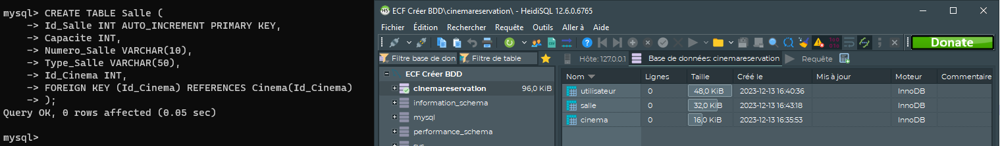 mysql> CREATE TABLE Salle (
-> Id_Salle INT AUTO_INCREMENT PRIMARY KEY,
-> Capacite INT,
-> Numero_Salle VARCHAR(10),
-> Type_Salle VARCHAR(50),
-> Id_Cinema INT,
-> FOREIGN KEY (Id_Cinema) REFERENCES Cinema(Id_Cinema)
-> );
Query OK, 0 rows affected (0.05 sec)
mysql>
HS ECF Créer BDD\cinemareservation\ - HeidiSQL 12.6.0.6765
Fichier Édition Rechercher Requête Outils Aller à Aide
Donate
Filtre base de don Filtre de table
Hôte: 127.0.0.1 Base de données: cinemareservation Requête
ECF Créer BDD
cinemareservation 96,0 KiB
information_schema
mysql
performance_schema
Nom Lignes Taille Créé le Mis à jour Moteur Commentaire
utilisateur 0 48,0 KiB 2023-12-13 16:40:36 InnoDB
salle 0 32,0 KiB 2023-12-13 16:43:18 InnoDB
cinema 0 16,0 KiB 2023-12-13 16:35:53 InnoDB